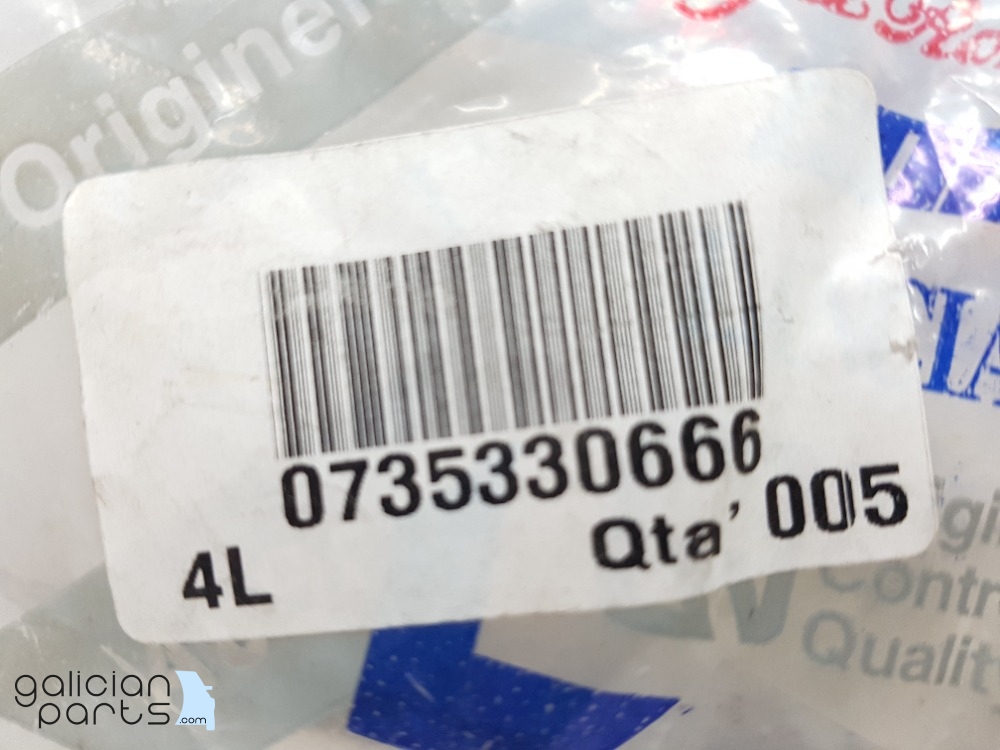 Origine
0735330666
4L
Qta' 005
Contr
Qualit
galician
parts.com